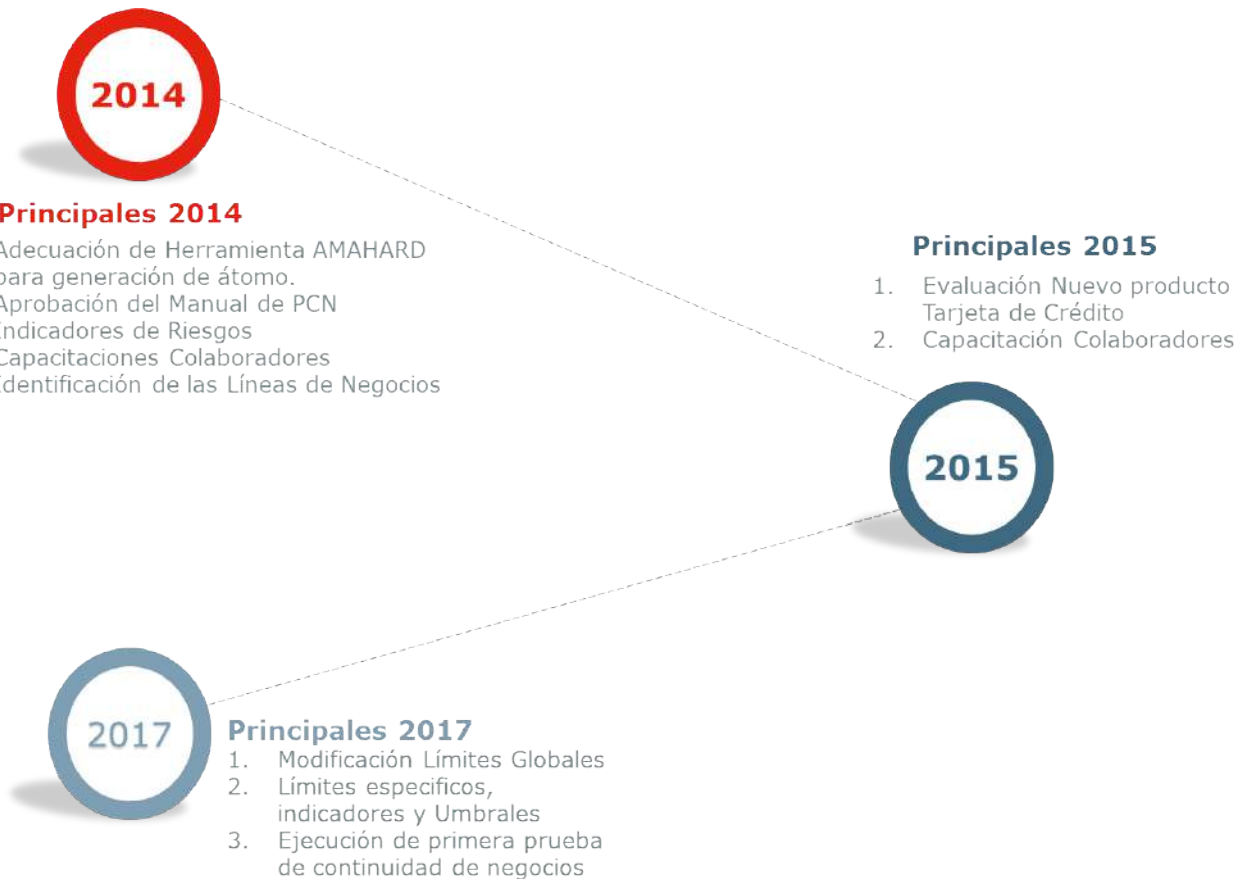 2014
Principales 2014
Adecuación de Herramienta AMAHARD
para generación de átomo.
Aprobación del Manual de PCN
Indicadores de Riesgos
Capacitaciones Colaboradores
Identificación de las Líneas de Negocios
Principales 2015
1. Evaluación Nuevo producto
Tarjeta de Crédito
2. Capacitación Colaboradores
2015
2017
Principales 2017
1. Modificación Límites Globales
2. Límites especificos,
indicadores y Umbrales
3. Ejecución de primera prueba
de continuidad de negocios